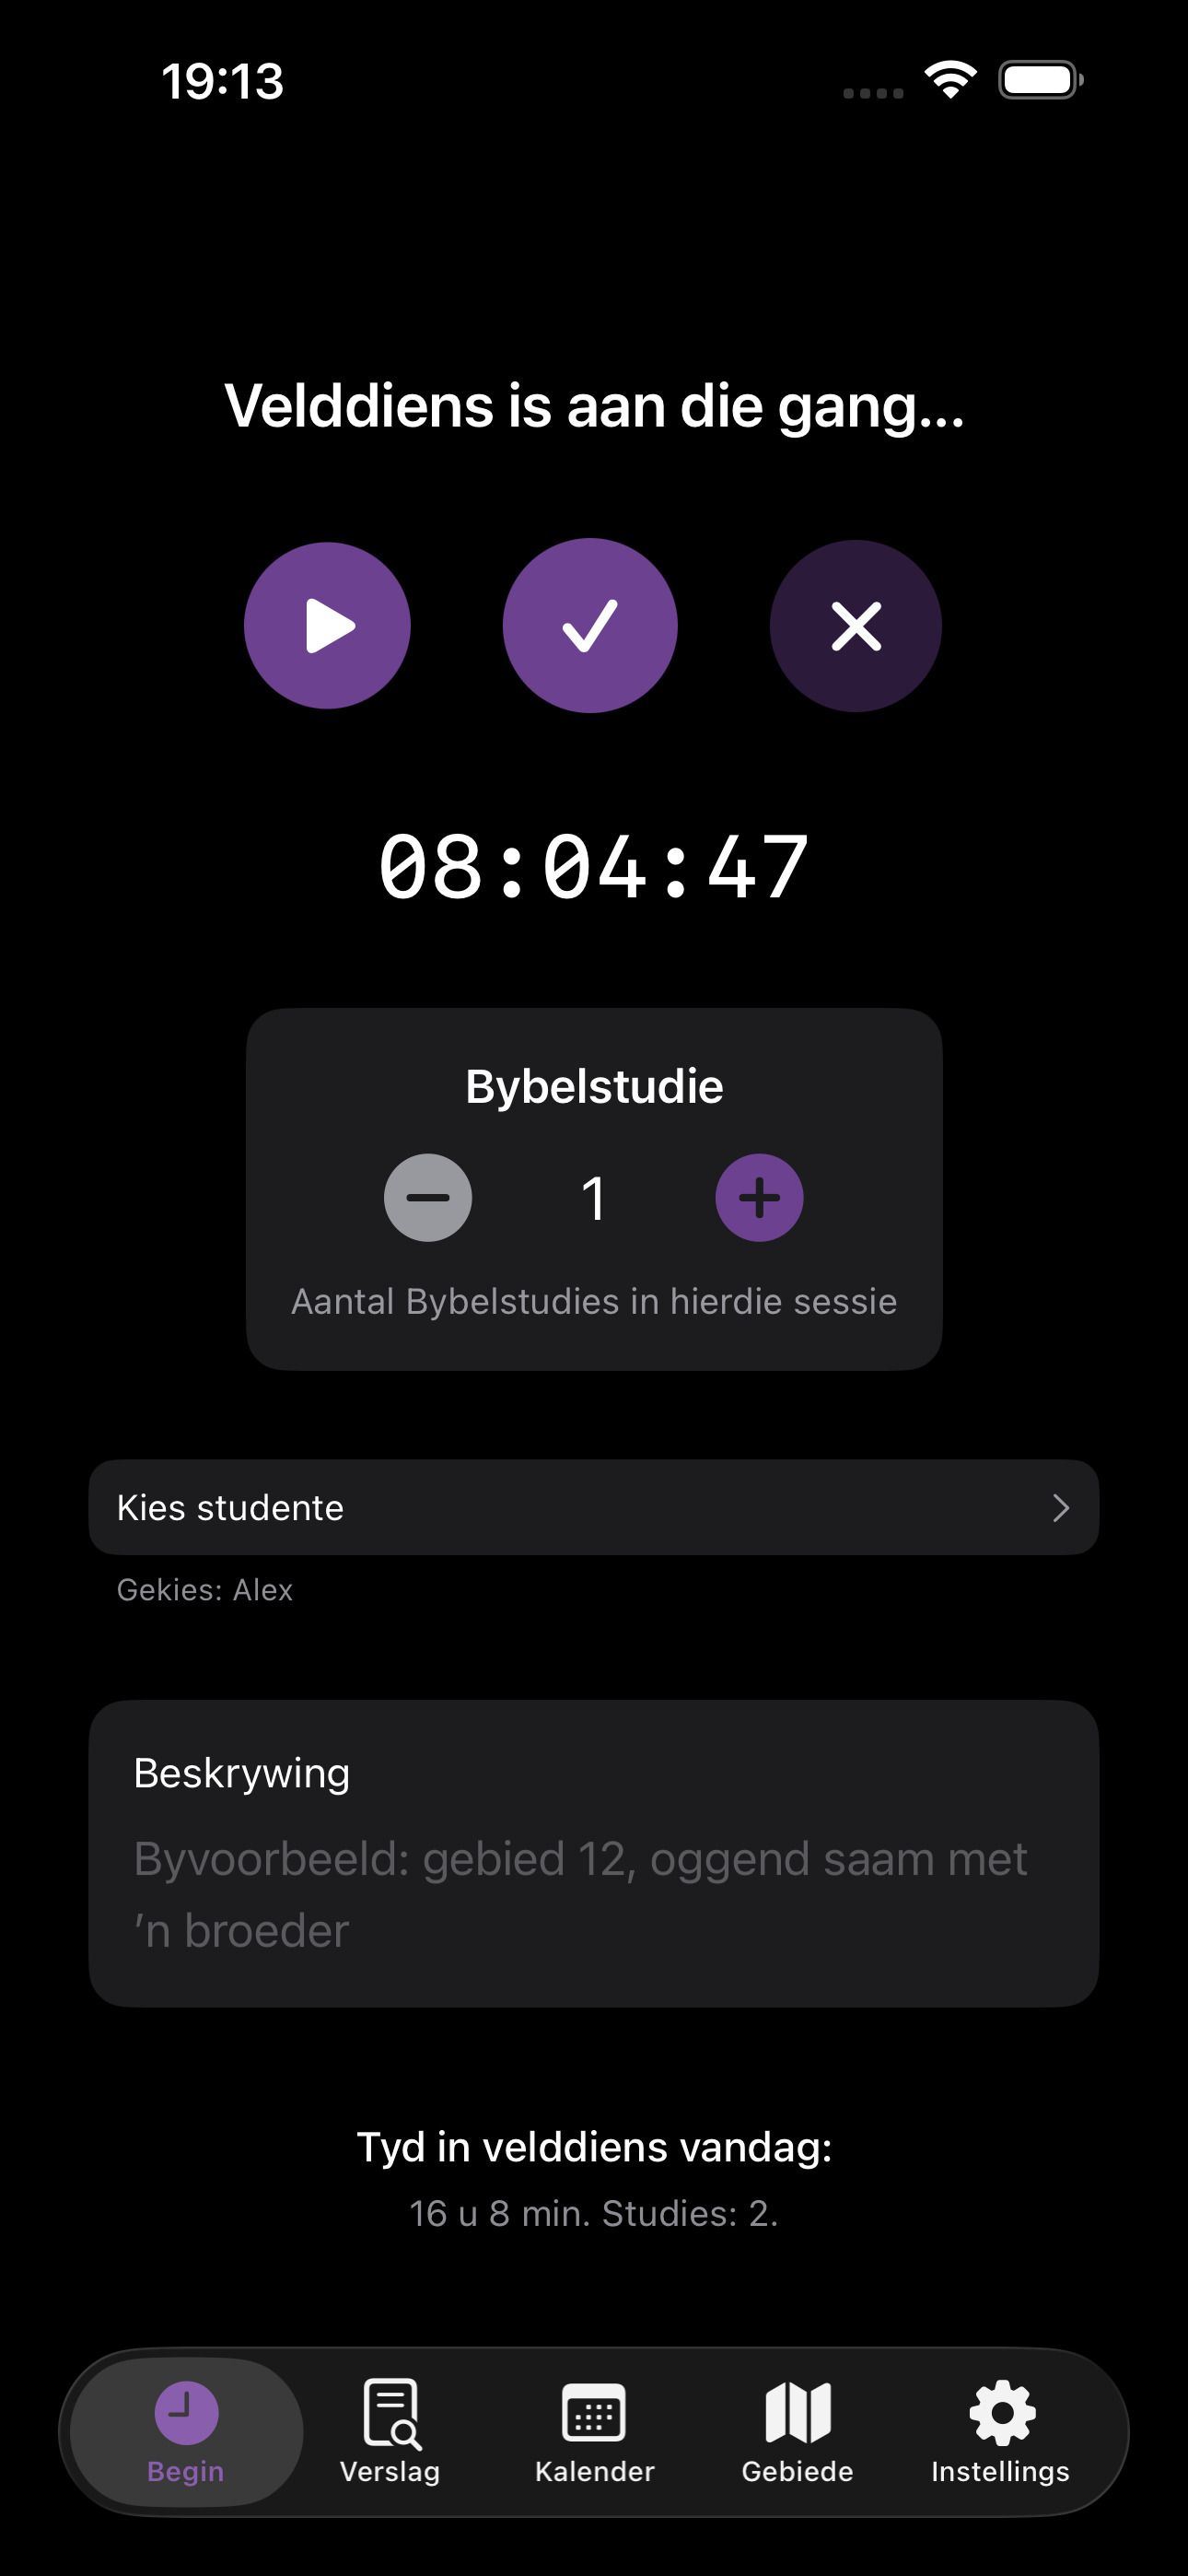 19:13
Velddiens is aan die gang...
08:04:47
Bybelstudie
1
Aantal Bybelstudies in hierdie sessie
Kies studente
Gekies: Alex
Beskrywing
Byvoorbeeld: gebied 12, oggend saam met
’n broeder
Tyd in velddiens vandag:
16 u 8 min. Studies: 2.
Begin
Verslag
Kalender
Gebiede
Instellings